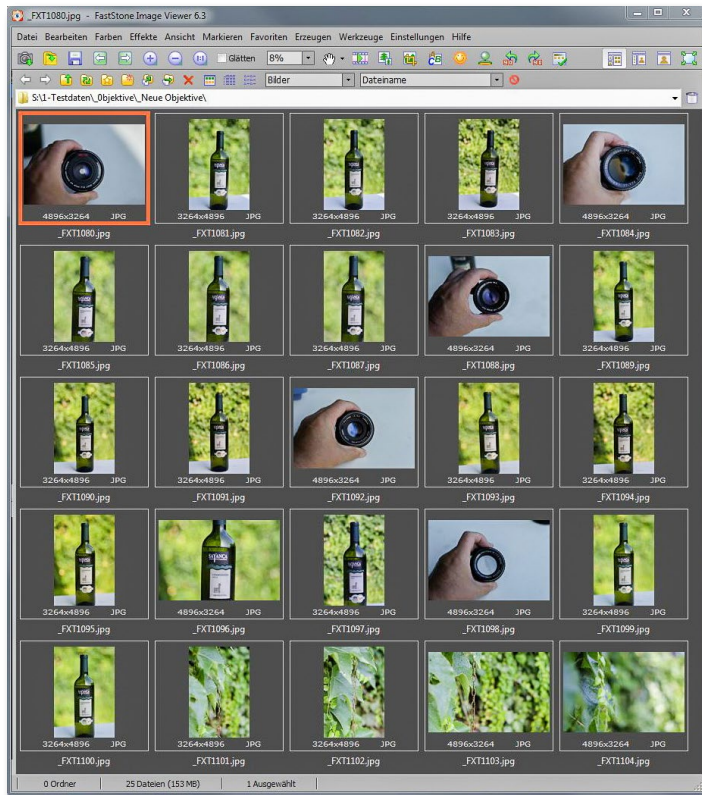 _FXT1080.jpg - FastStone Image Viewer 6.3
Datei Bearbeiten Farben Effekte Ansicht Markieren Favoriten Erzeugen Werkzeuge Einstellungen Hilfe
Glätten 8%
Bilder Dateiname
S:\1-Testdaten\_Objektive\_Neue Objektive\
4896x3264 JPG 3264x4896 JPG 3264x4896 JPG 3264x4896 JPG 4896x3264 JPG
_FXT1080.jpg _FXT1081.jpg _FXT1082.jpg _FXT1083.jpg _FXT1084.jpg
3264x4896 JPG 3264x4896 JPG 3264x4896 JPG 4896x3264 JPG 3264x4896 JPG
_FXT1085.jpg _FXT1086.jpg _FXT1087.jpg _FXT1088.jpg _FXT1089.jpg
3264x4896 JPG 3264x4896 JPG 4896x3264 JPG 3264x4896 JPG 3264x4896 JPG
_FXT1090.jpg _FXT1091.jpg _FXT1092.jpg _FXT1093.jpg _FXT1094.jpg
3264x4896 JPG 4896x3264 JPG 3264x4896 JPG 4896x3264 JPG 3264x4896 JPG
_FXT1095.jpg _FXT1096.jpg _FXT1097.jpg _FXT1098.jpg _FXT1099.jpg
3264x4896 JPG 3264x4896 JPG 3264x4896 JPG 4896x3264 JPG 4896x3264 JPG
_FXT1100.jpg _FXT1101.jpg _FXT1102.jpg _FXT1103.jpg _FXT1104.jpg
0 Ordner 25 Dateien (153 MB) 1 Ausgewählt